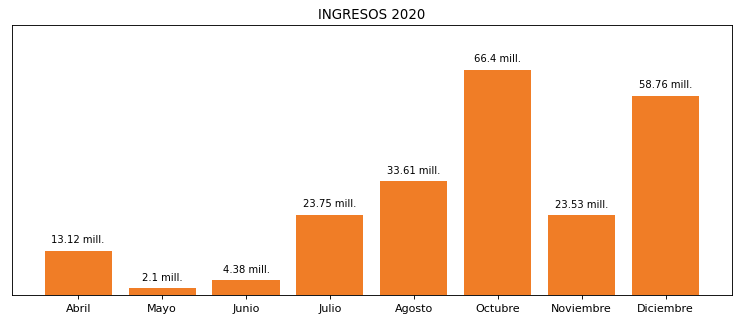 INGRESOS 2020
66.4 mill.
58.76 mill.
33.61 mill.
23.75 mill.
23.53 mill.
13.12 mill.
4.38 mill.
2.1 mill.
Abril Mayo Junio Julio Agosto Octubre Noviembre Diciembre